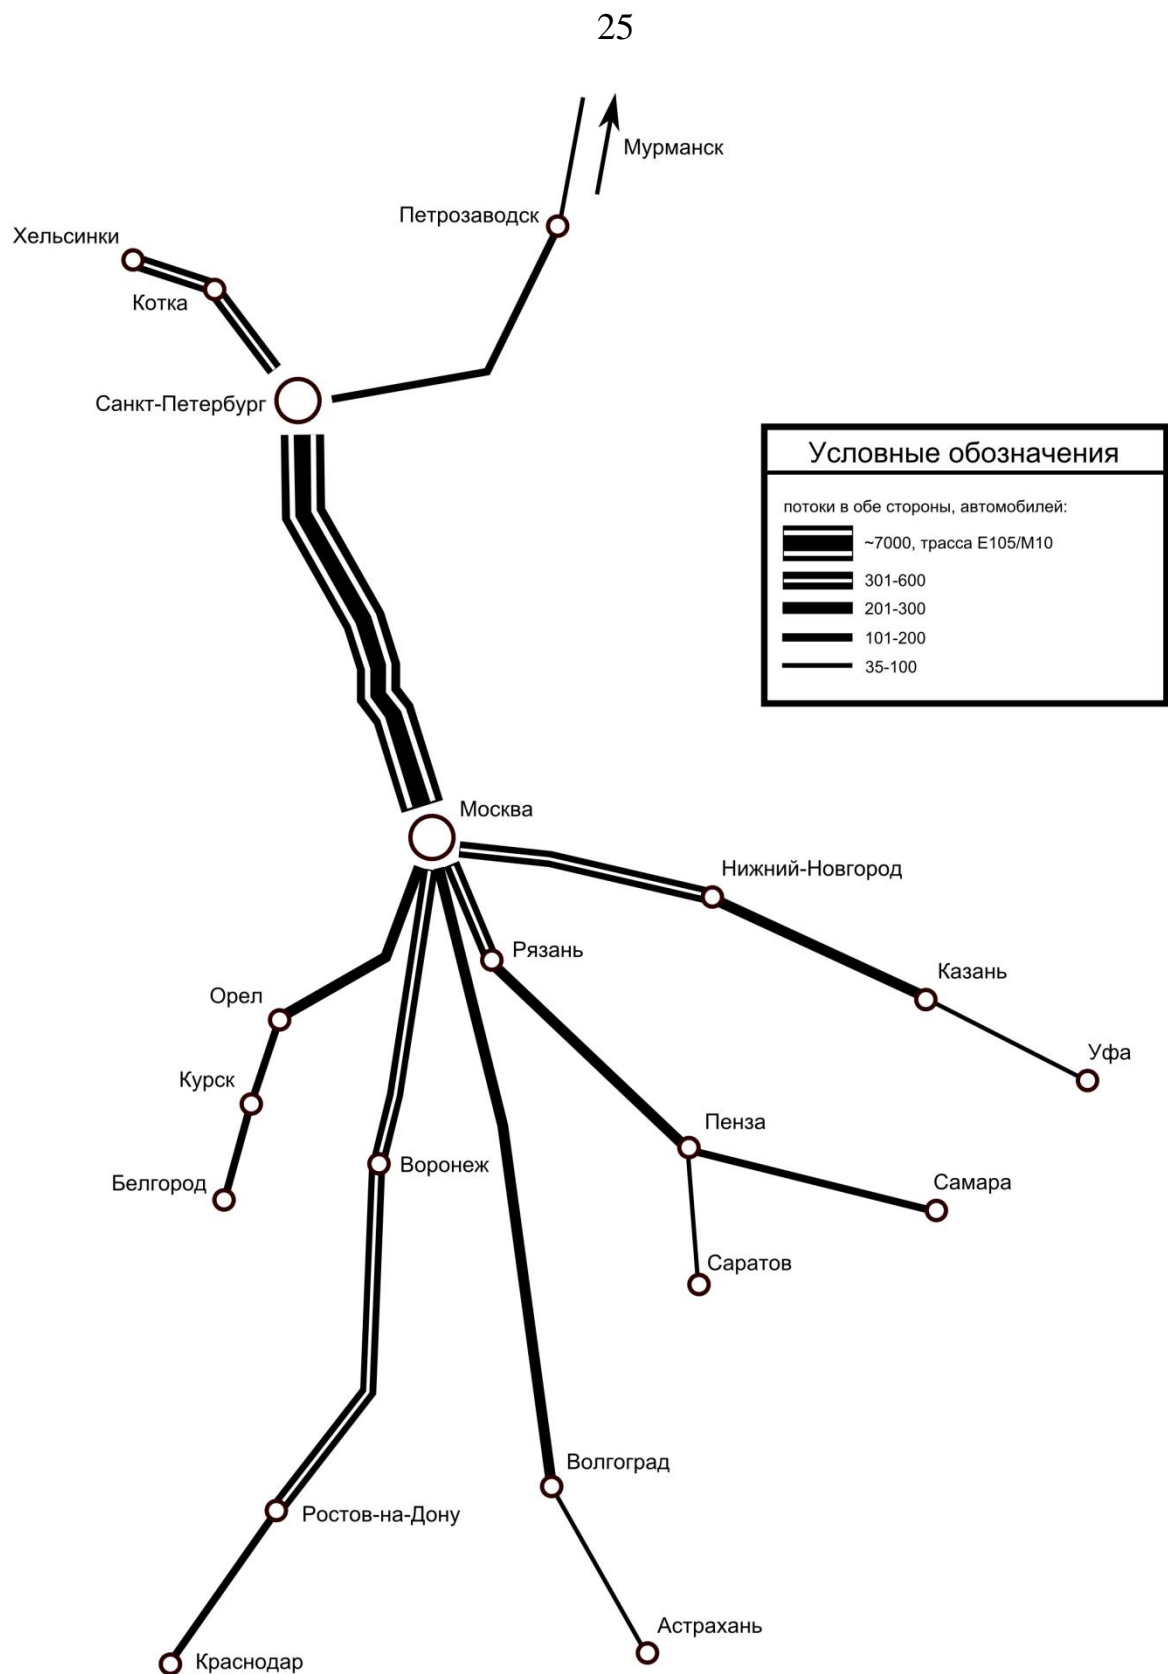 25
Мурманск
Петрозаводск
Хельсинки
Котка
Санкт-Петербург
Условные обозначения
потоки в обе стороны, автомобилей:
~7000, трасса E105/M10
301-600
201-300
101-200
35-100
Москва
Нижний-Новгород
Рязань
Казань
Орел
Уфа
Курск
Пенза
Воронеж
Белгород
Самара
Саратов
Волгоград
Ростов-на-Дону
Астрахань
Краснодар